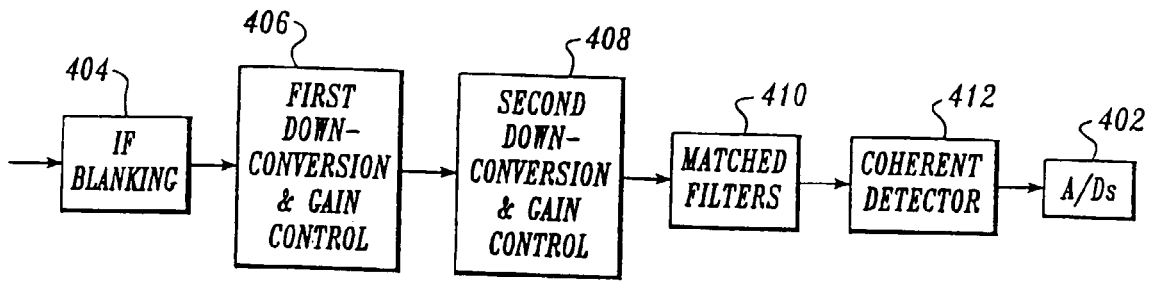 404
IF
BLANKING
406
FIRST
DOWN-
CONVERSION
& GAIN
CONTROL
408
SECOND
DOWN-
CONVERSION
& GAIN
CONTROL
410
MATCHED
FILTERS
412
COHERENT
DETECTOR
402
A/Ds